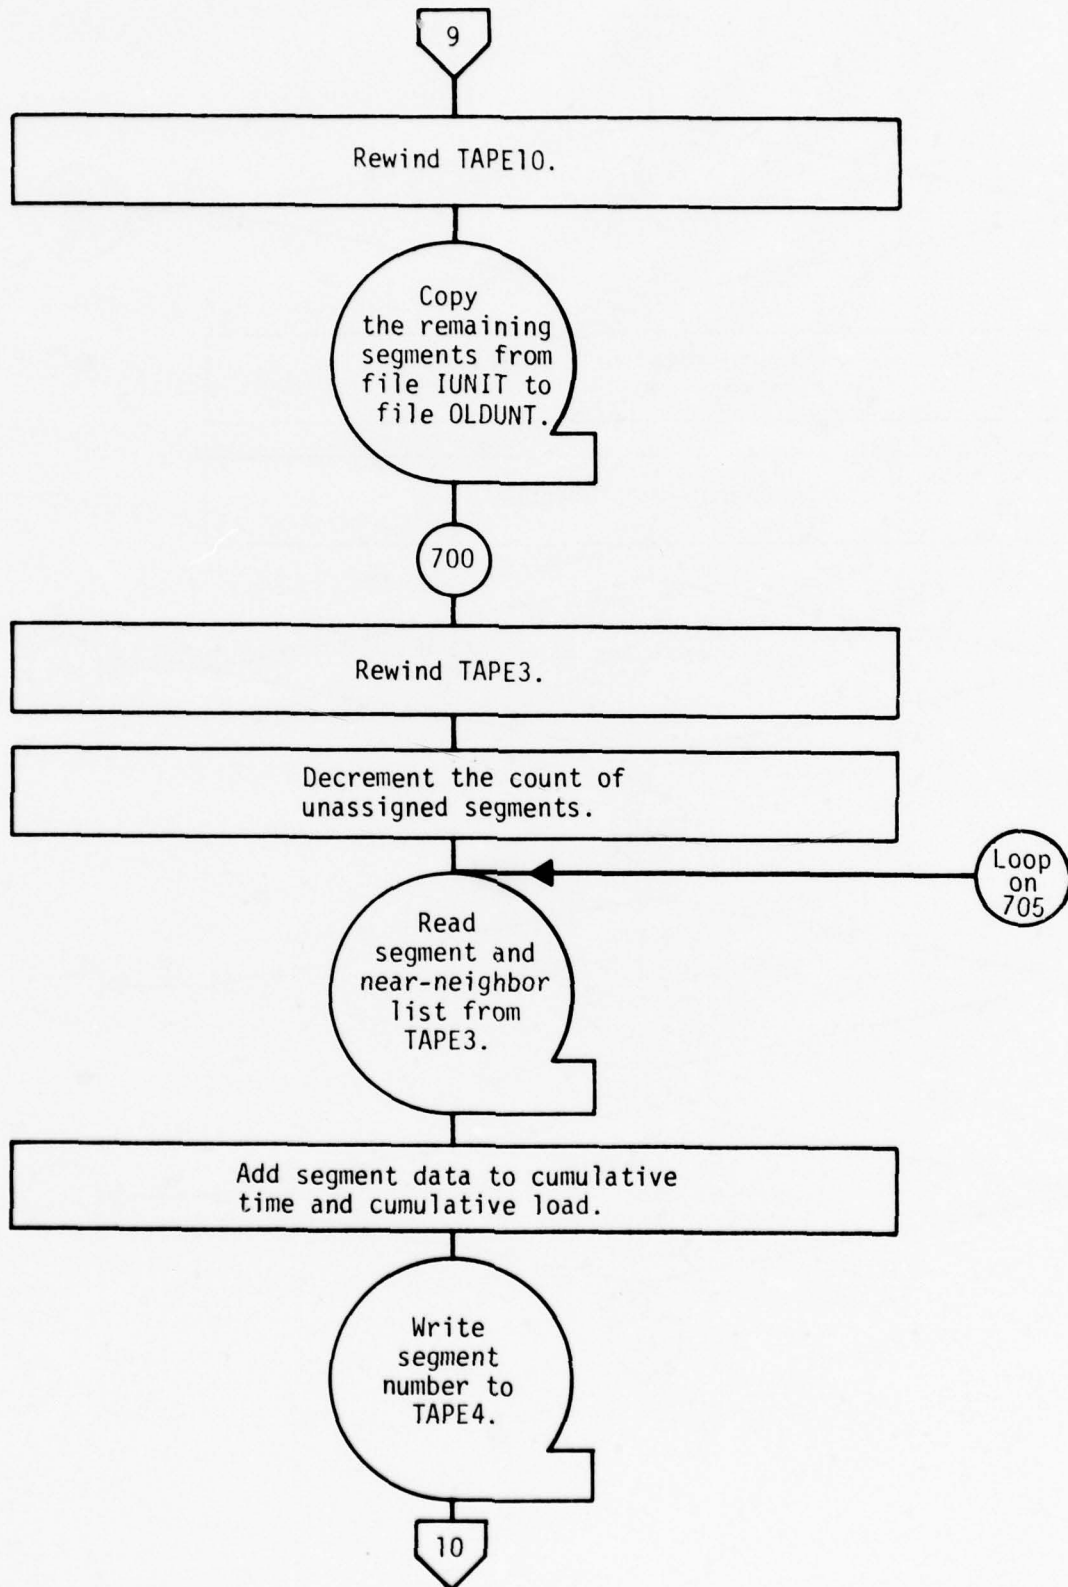 9
Rewind TAPE10.
Copy
the remaining
segments from
file IUNIT to
file OLDUNT.
700
Rewind TAPE3.
Decrement the count of
unassigned segments.
Loop
on
705
Read
segment and
near-neighbor
list from
TAPE3.
Add segment data to cumulative
time and cumulative load.
Write
segment
number to
TAPE4.
10